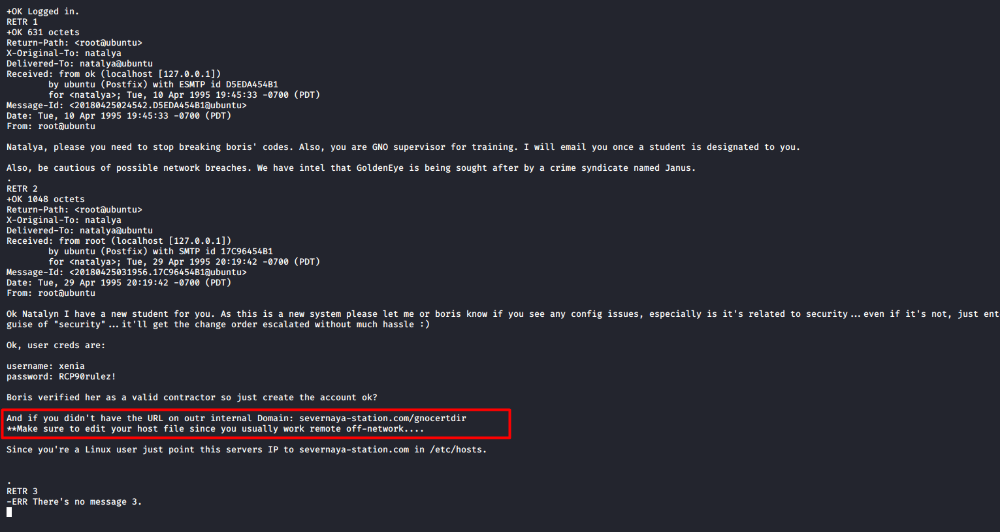 +OK Logged in.
RETR 1
+OK 631 octets
Return-Path: <root@ubuntu>
X-Original-To: natalya
Delivered-To: natalya@ubuntu
Received: from ok (localhost [127.0.0.1])
        by ubuntu (Postfix) with ESMTP id D5EDA454B1
        for <natalya>; Tue, 10 Apr 1995 19:45:33 -0700 (PDT)
Message-Id: <20180425024542.D5EDA454B1@ubuntu>
Date: Tue, 10 Apr 1995 19:45:33 -0700 (PDT)
From: root@ubuntu

Natalya, please you need to stop breaking boris' codes. Also, you are GNO supervisor for training. I will email you once a student is designated to you.

Also, be cautious of possible network breaches. We have intel that GoldenEye is being sought after by a crime syndicate named Janus.
.
RETR 2
+OK 1048 octets
Return-Path: <root@ubuntu>
X-Original-To: natalya
Delivered-To: natalya@ubuntu
Received: from root (localhost [127.0.0.1])
        by ubuntu (Postfix) with SMTP id 17C96454B1
        for <natalya>; Tue, 29 Apr 1995 20:19:42 -0700 (PDT)
Message-Id: <20180425031956.17C96454B1@ubuntu>
Date: Tue, 29 Apr 1995 20:19:42 -0700 (PDT)
From: root@ubuntu

Ok Natalyn I have a new student for you. As this is a new system please let me or boris know if you see any config issues, especially is it's related to security...even if it's not, just ent
guise of "security"...it'll get the change order escalated without much hassle :)

Ok, user creds are:

username: xenia
password: RCP90rulez!

Boris verified her as a valid contractor so just create the account ok?

And if you didn't have the URL on outr internal Domain: severnaya-station.com/gnocertdir
**Make sure to edit your host file since you usually work remote off-network....

Since you're a Linux user just point this servers IP to severnaya-station.com in /etc/hosts.

.
RETR 3
-ERR There's no message 3.